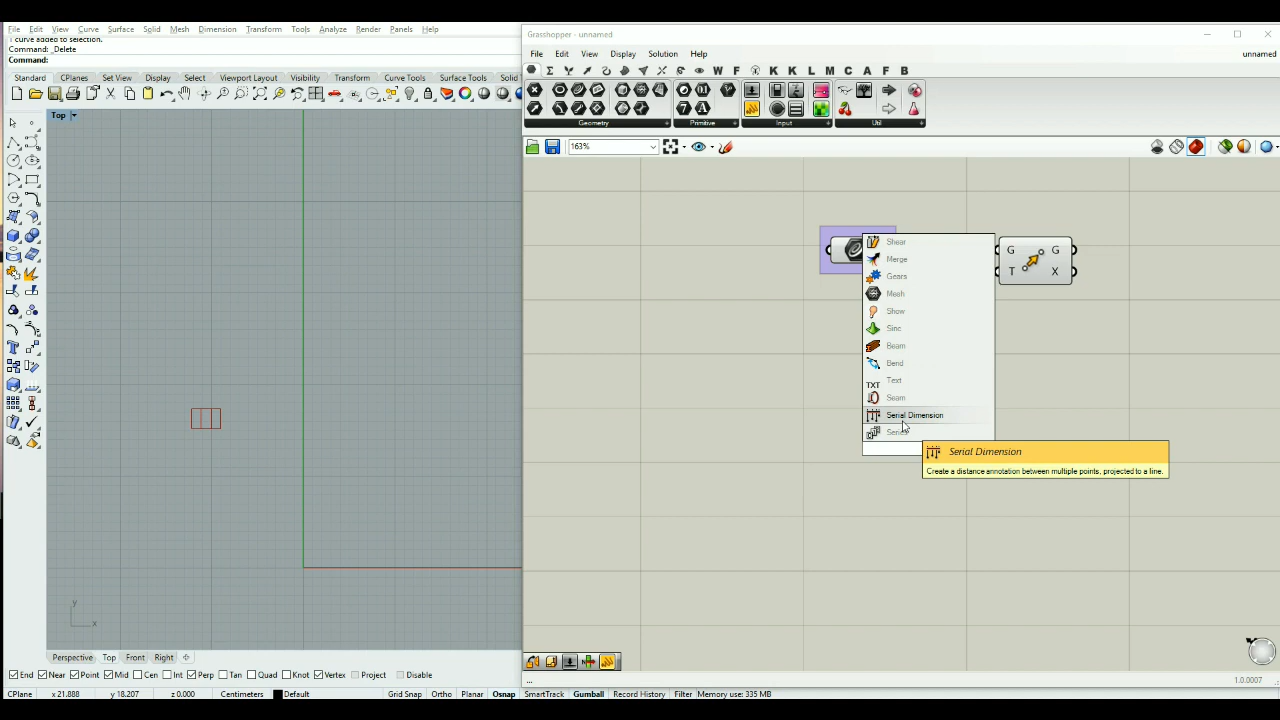 File Edit View Curve Surface Solid Mesh Dimension Transform Tools Analyze Render Panels Help
1 curve added to selection.
Command: _Delete
Command:
Standard CPlanes Set View Display Select Viewport Layout Visibility Transform Curve Tools Surface Tools Solid
Top
Perspective Top Front Right
End Near Point Mid Cen Int Perp Tan Quad Knot Vertex Project Disable
CPlane x 21.888 y 18.207 z 0.000 Centimeters Default Grid Snap Ortho Planar Osnap SmartTrack Gumball Record History Filter Memory use: 335 MB
Grasshopper - unnamed
File Edit View Display Solution Help unnamed
W F K K L M C A F B
Geometry Primitive Input Util
163%
G G
T X
Shear
Merge
Gears
Mesh
Show
Sinc
Beam
Bend
TXT Text
Seam
Serial Dimension
Series
Serial Dimension
Create a distance annotation between multiple points, projected to a line.
y
x
...
1.0.0007